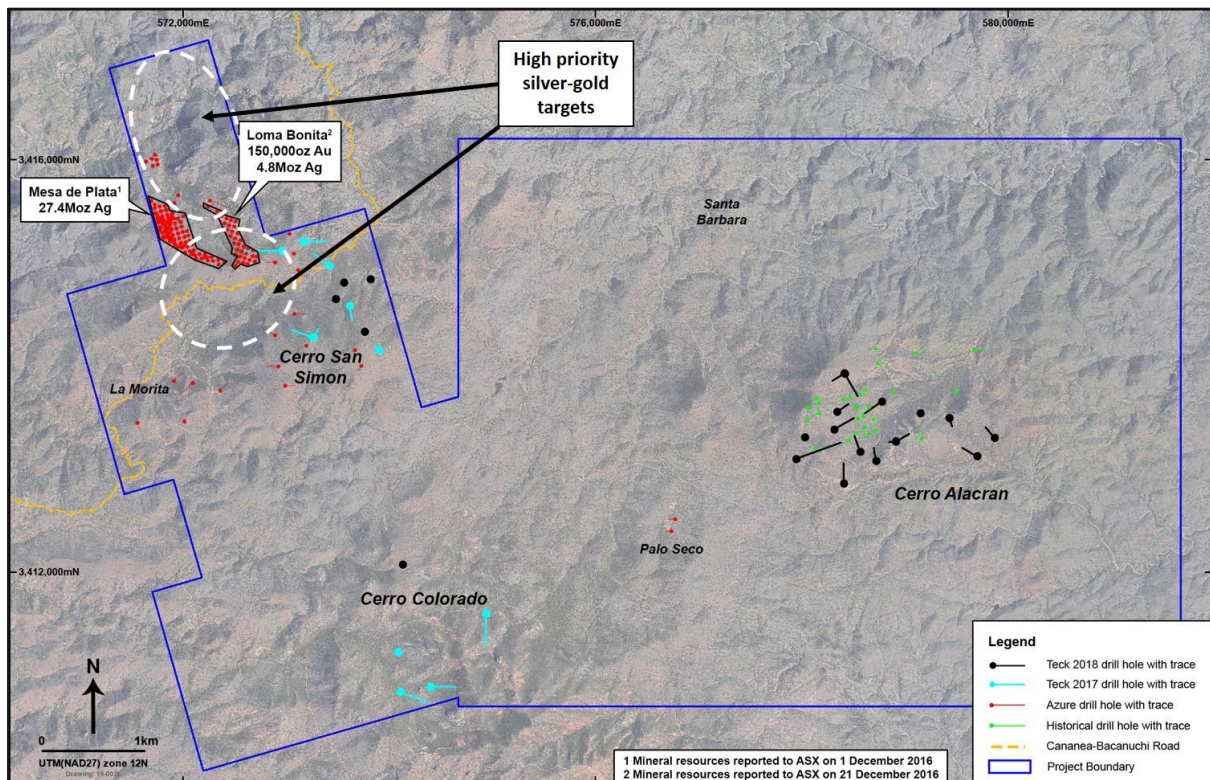 572,000mE
576,000mE
580,000mE
High priority
silver-gold
targets
3,416,000mN
Loma Bonita²
150,000oz Au
4.8Moz Ag
Mesa de Plata¹
27.4Moz Ag
Santa
Barbara
Cerro San
Simon
La Morita
Cerro Alacran
Palo Seco
3,412,000mN
Cerro Colorado
N
0 1km
UTM(NAD27) zone 12N
Legend
Teck 2018 drill hole with trace
Teck 2017 drill hole with trace
Azure drill hole with trace
Historical drill hole with trace
Cananea-Bacanuchi Road
Project Boundary
1 Mineral resources reported to ASX on 1 December 2016
2 Mineral resources reported to ASX on 21 December 2016